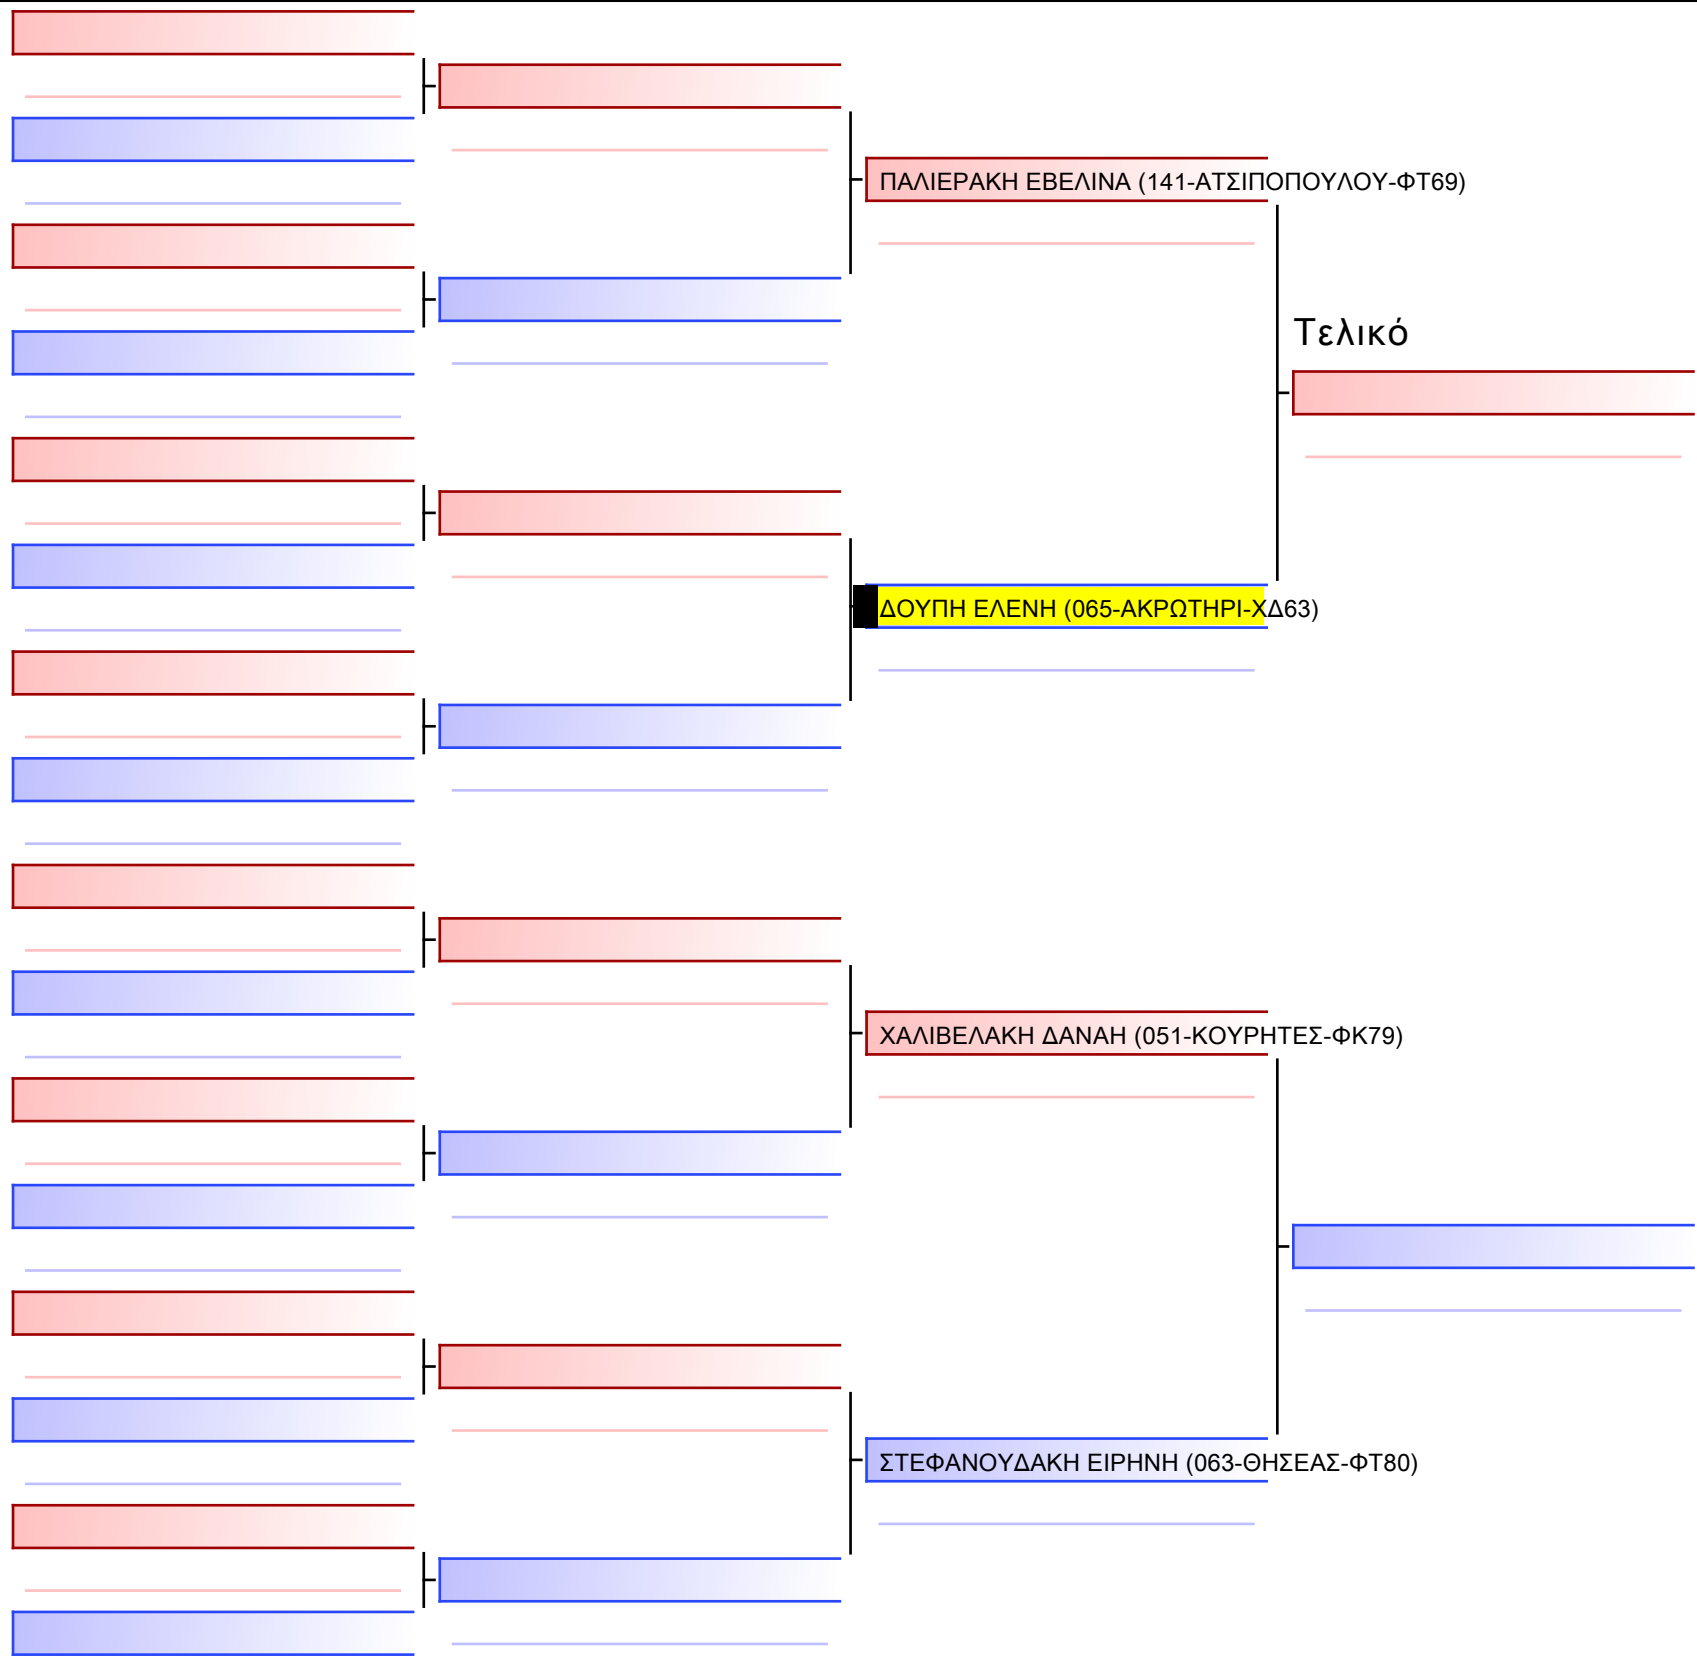 ΠΑΛΙΕΡΑΚΗ ΕΒΕΛΙΝΑ (141-ΑΤΣΙΠΟΠΟΥΛΟΥ-ΦΤ69)
Τελικό
ΔΟΥΠΗ ΕΛΕΝΗ (065-ΑΚΡΩΤΗΡΙ-ΧΔ63)
ΧΑΛΙΒΕΛΑΚΗ ΔΑΝΑΗ (051-ΚΟΥΡΗΤΕΣ-ΦΚ79)
ΣΤΕΦΑΝΟΥΔΑΚΗ ΕΙΡΗΝΗ (063-ΘΗΣΕΑΣ-ΦΤ80)